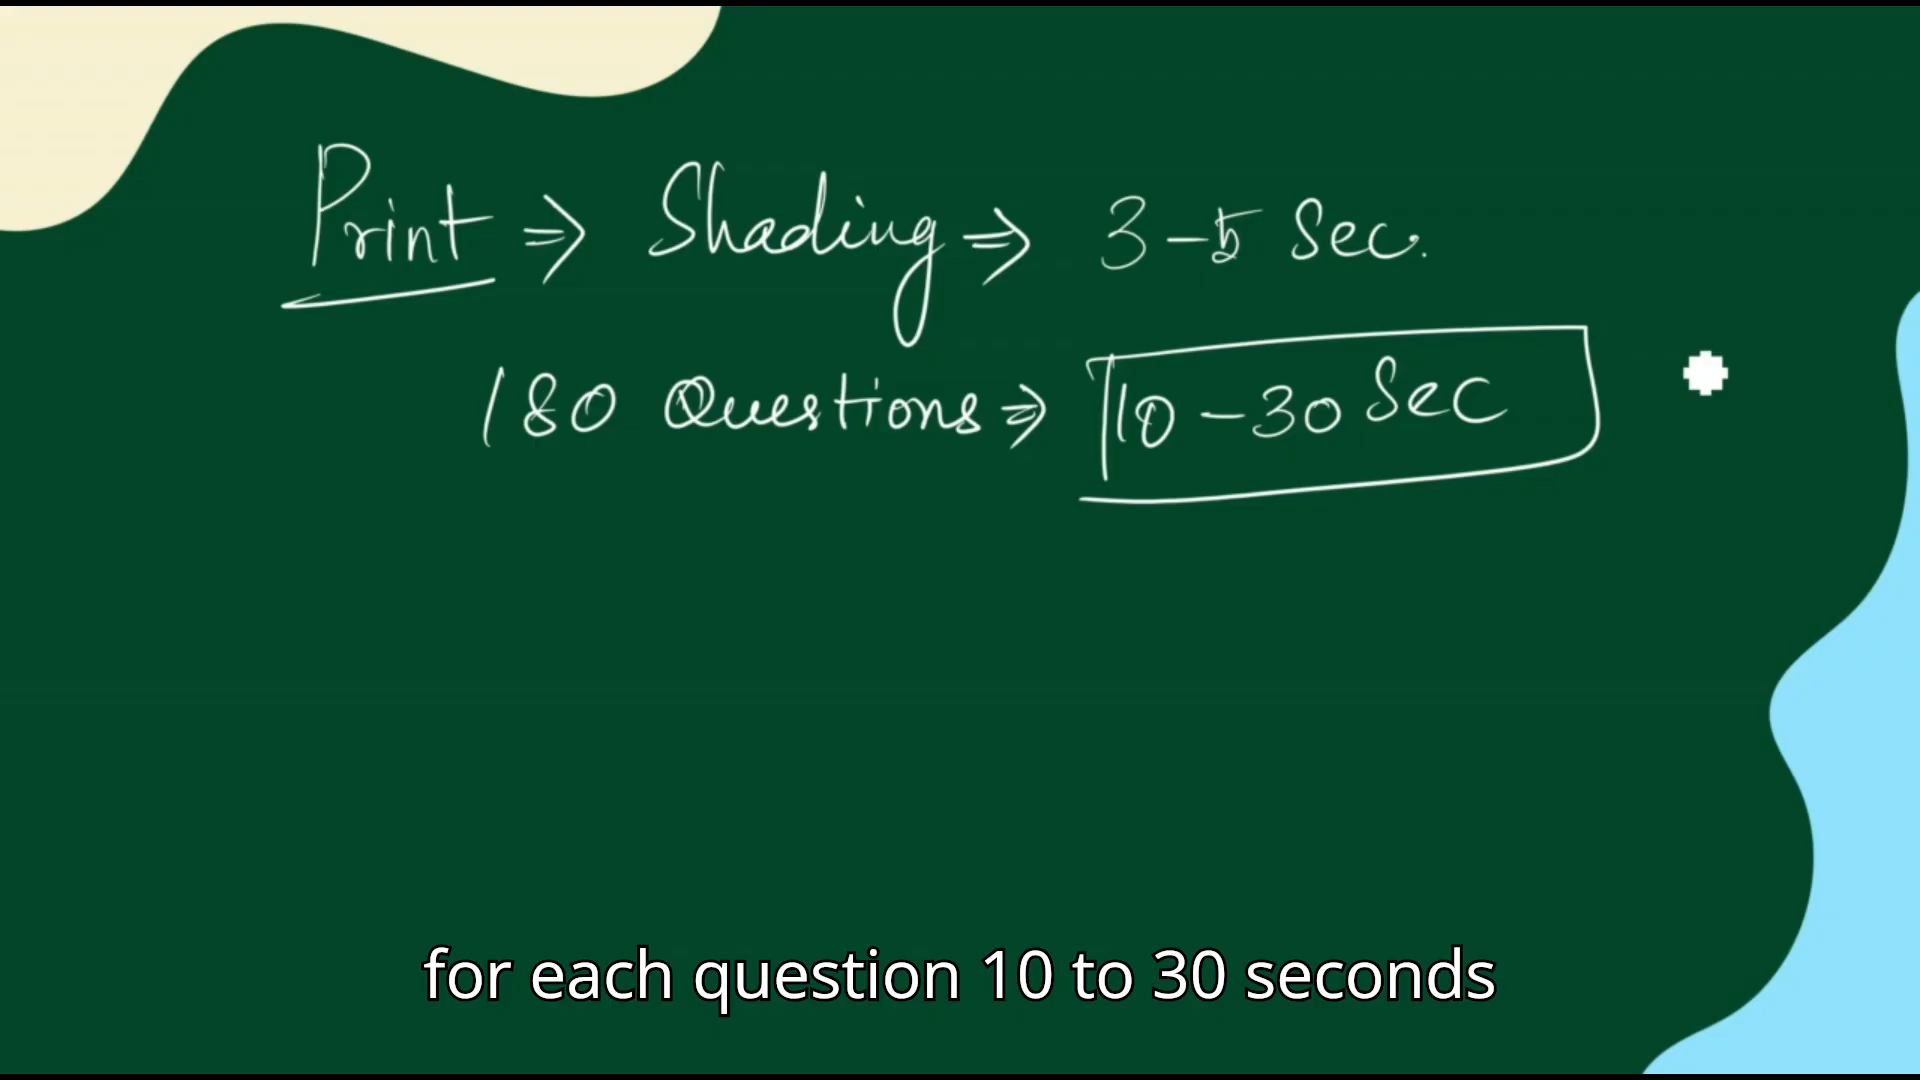 Print ⇒ Shading ⇒ 3-5 Sec.
180 Questions ⇒ 10-30 Sec
for each question 10 to 30 seconds